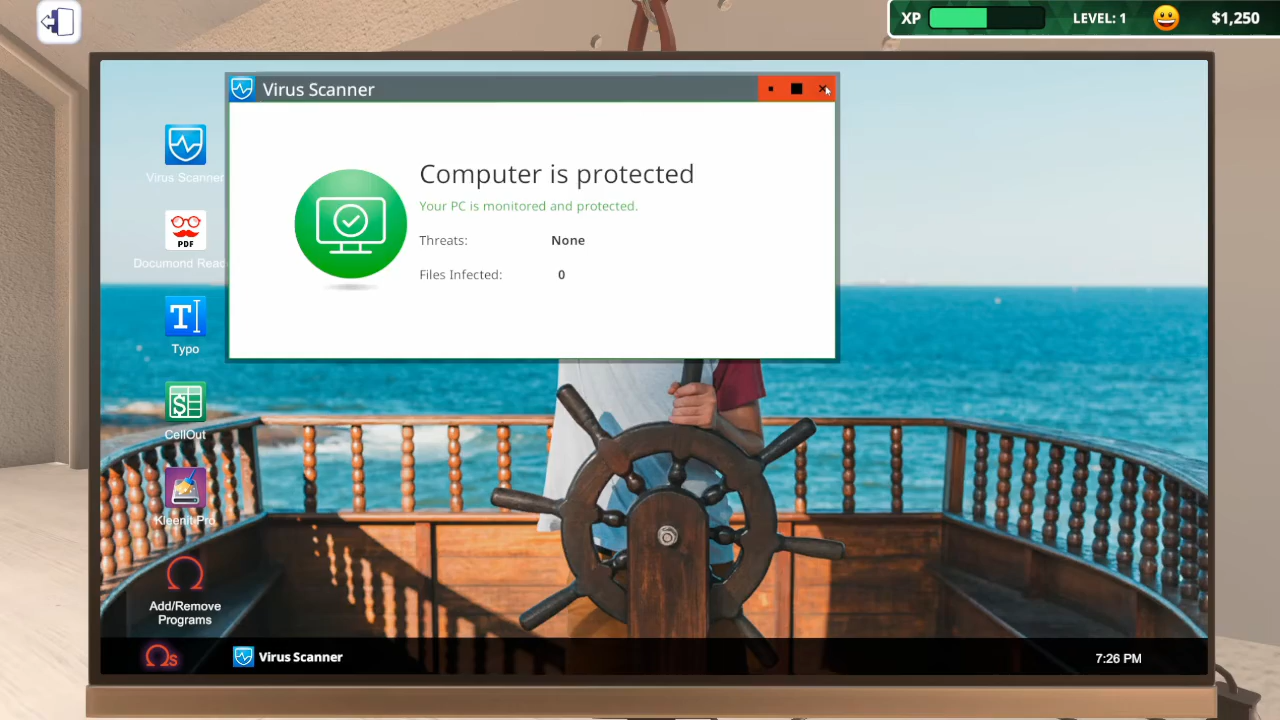 XP
LEVEL: 1
$1,250
Virus Scanner
Computer is protected
Your PC is monitored and protected.
Threats: None
Files Infected: 0
Virus Scanner
PDF
Documond Read
T
Typo
$
CellOut
Kleenit Pro
Add/Remove
Programs
Ωs
Virus Scanner
7:26 PM